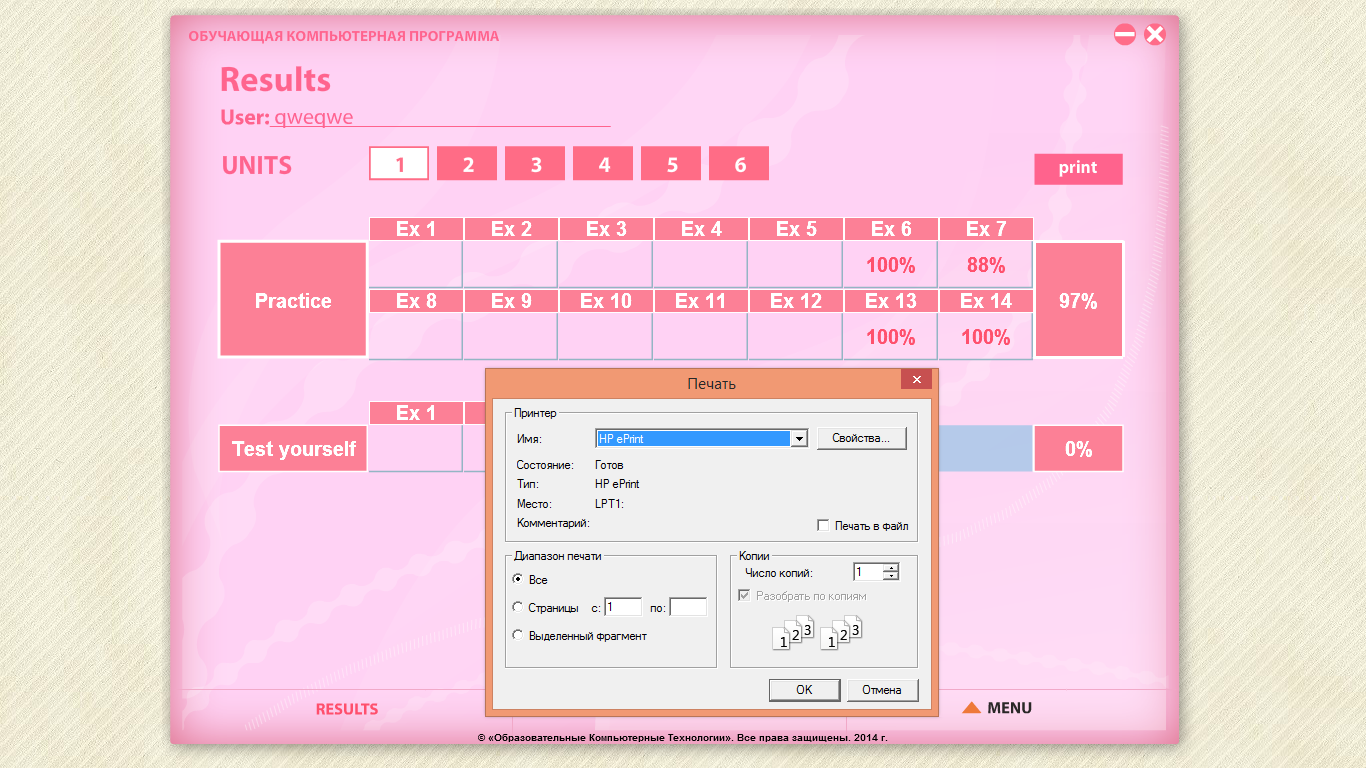 ОБУЧАЮЩАЯ КОМПЬЮТЕРНАЯ ПРОГРАММА
Results
User: qweqwe
UNITS 1 2 3 4 5 6
print
Ex 1 Ex 2 Ex 3 Ex 4 Ex 5 Ex 6 Ex 7
100% 88%
Practice 97%
Ex 8 Ex 9 Ex 10 Ex 11 Ex 12 Ex 13 Ex 14
100% 100%
Ex 1
Test yourself 0%
Печать
Принтер
Имя: HP ePrint Свойства...
Состояние: Готов
Тип: HP ePrint
Место: LPT1:
Комментарий:
Печать в файл
Диапазон печати
Все
Страницы с: 1 по:
Выделенный фрагмент
Копии
Число копий: 1
Разобрать по копиям
1 2 3 1 2 3
OK Отмена
RESULTS
MENU
© «Образовательные Компьютерные Технологии». Все права защищены. 2014 г.